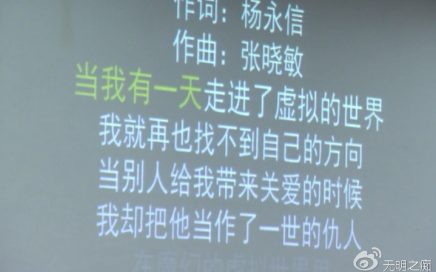 作词：杨永信
作曲：张晓敏
当我有一天走进了虚拟的世界
我就再也找不到自己的方向
当别人给我带来关爱的时候
我却把他当作了一世的仇人
无明之痴